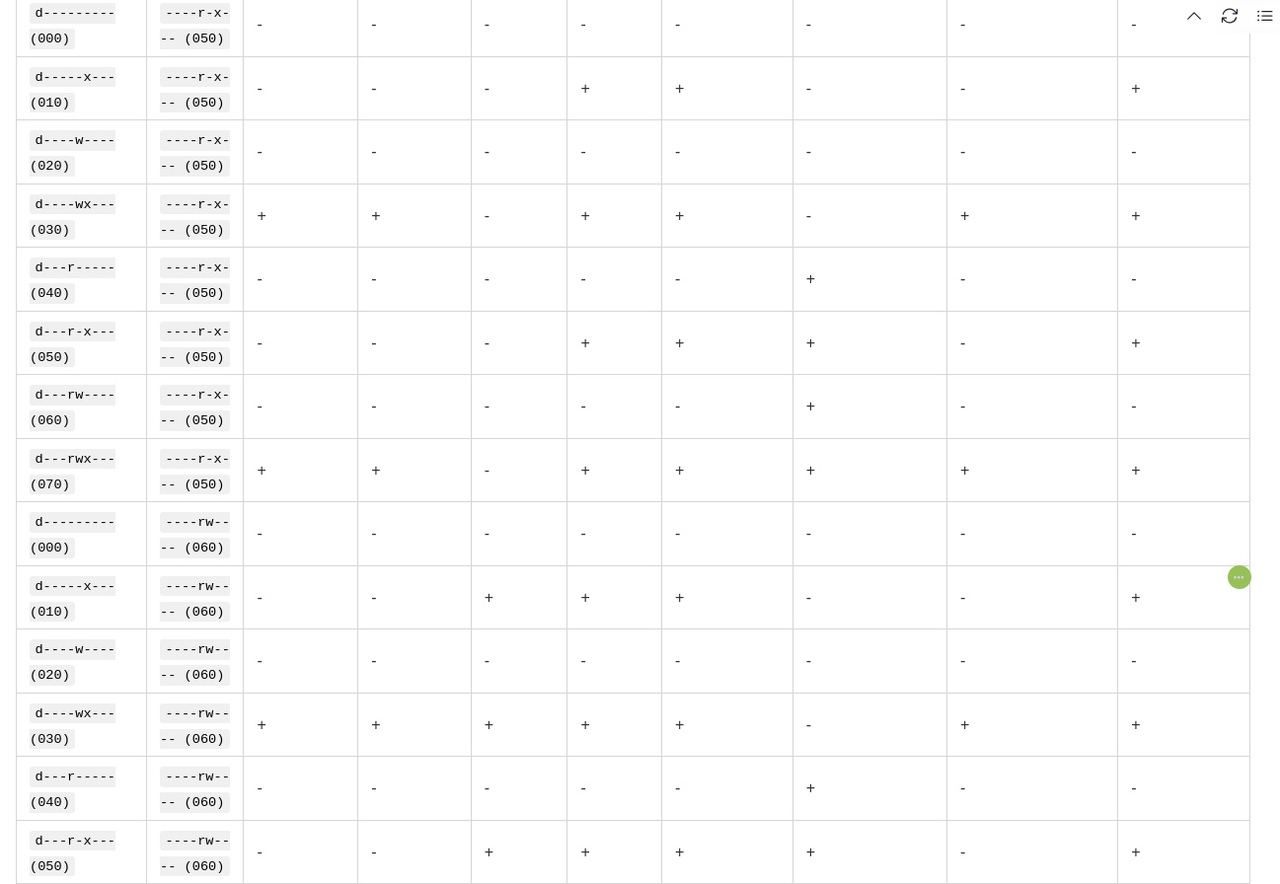 d--------- ----r-x- - - - - - - - -
(000) -- (050)
d-----x--- ----r-x- - - - + + - - +
(010) -- (050)
d----w---- ----r-x- - - - - - - - -
(020) -- (050)
d----wx--- ----r-x- + + - + + - + +
(030) -- (050)
d---r----- ----r-x- - - - - - + - -
(040) -- (050)
d---r-x--- ----r-x- - - - + + + - +
(050) -- (050)
d---rw---- ----r-x- - - - - - + - -
(060) -- (050)
d---rwx--- ----r-x- + + - + + + + +
(070) -- (050)
d--------- ----rw-- - - - - - - - -
(000) -- (060)
d-----x--- ----rw-- - - + + + - - +
(010) -- (060)
d----w---- ----rw-- - - - - - - - -
(020) -- (060)
d----wx--- ----rw-- + + + + + - + +
(030) -- (060)
d---r----- ----rw-- - - - - - + - -
(040) -- (060)
d---r-x--- ----rw-- - - + + + + - +
(050) -- (060)